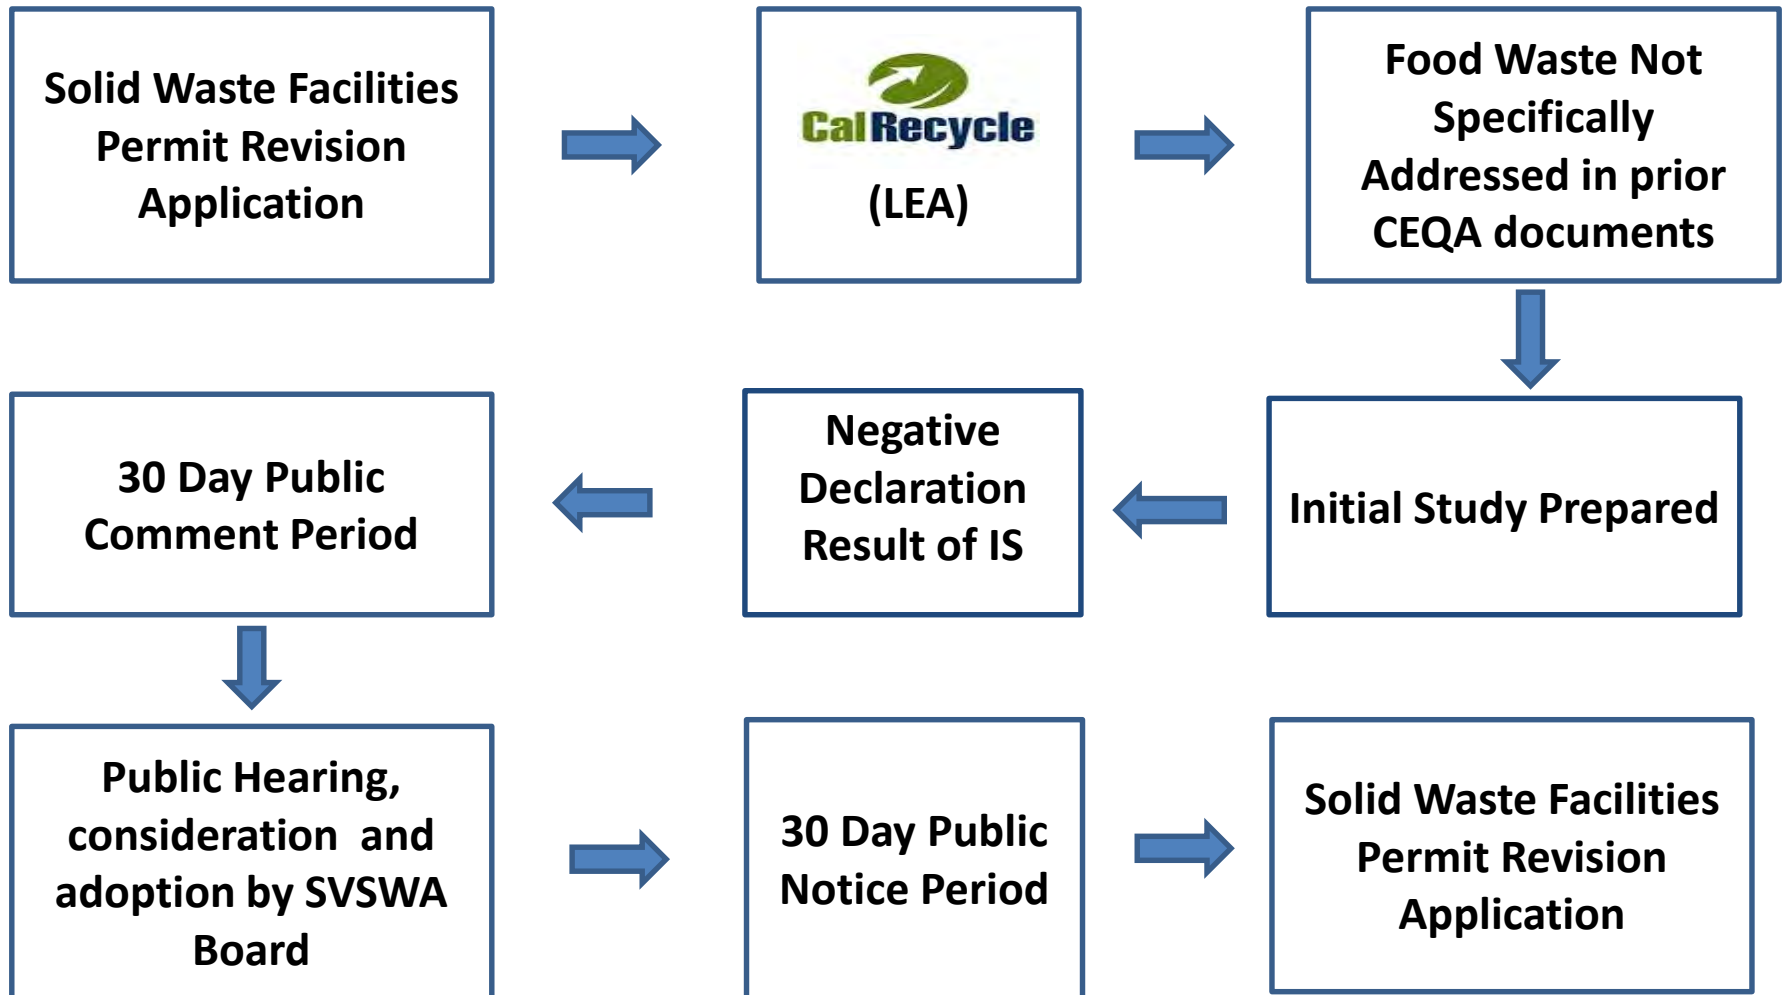 Solid Waste Facilities
Permit Revision
Application
CalRecycle
(LEA)
Food Waste Not
Specifically
Addressed in prior
CEQA documents
Initial Study Prepared
Negative
Declaration
Result of IS
30 Day Public
Comment Period
Public Hearing,
consideration and
adoption by SVSWA
Board
30 Day Public
Notice Period
Solid Waste Facilities
Permit Revision
Application